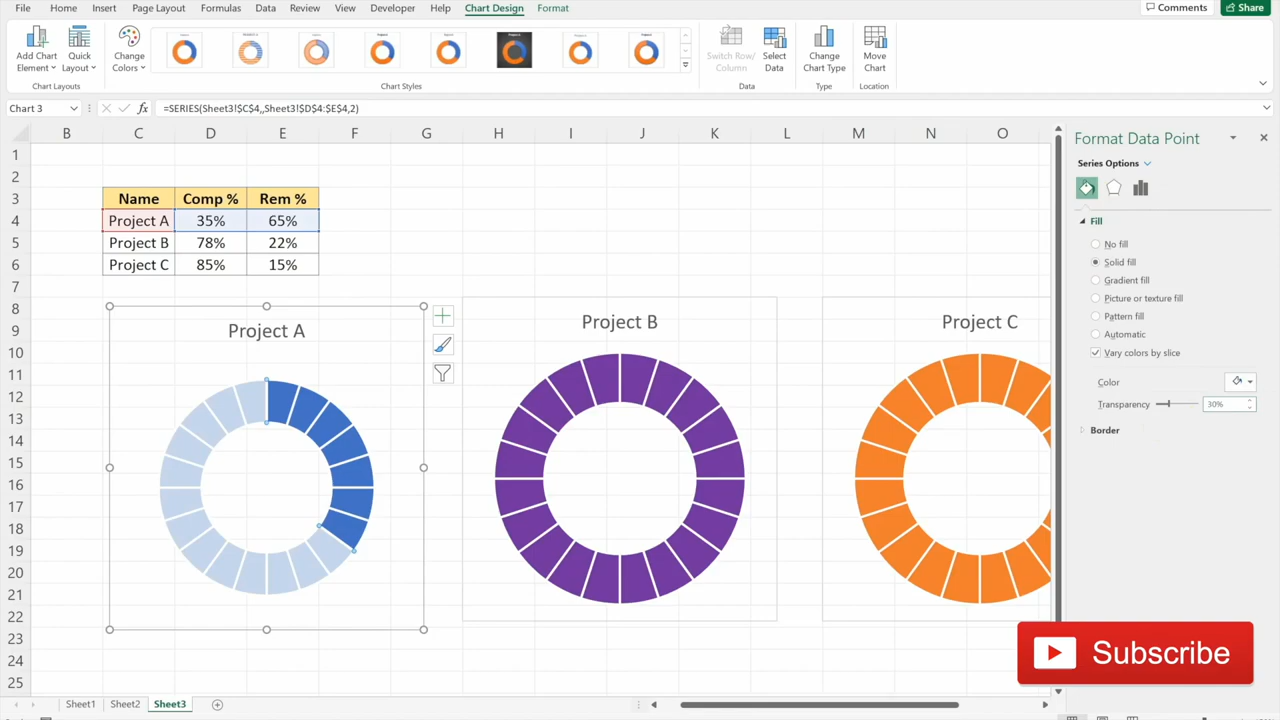 File Home Insert Page Layout Formulas Data Review View Developer Help Chart Design Format Comments Share
Add Chart Element
Quick Layout
Change Colors
Switch Row/ Column
Select Data
Change Chart Type
Move Chart
Chart Layouts Chart Styles Data Type Location
Chart 3 fx =SERIES(Sheet3!$C$4,,Sheet3!$D$4:$E$4,2)
B C D E F G H I J K L M N O
1
2
3 Name Comp % Rem %
4 Project A 35% 65%
5 Project B 78% 22%
6 Project C 85% 15%
7
8
9
10
11
12
13
14
15
16
17
18
19
20
21
22
23
24
25
Project A
Project B
Project C
Format Data Point
Series Options
Fill
No fill
Solid fill
Gradient fill
Picture or texture fill
Pattern fill
Automatic
Vary colors by slice
Color
Transparency 30%
Border
Subscribe
Sheet1 Sheet2 Sheet3